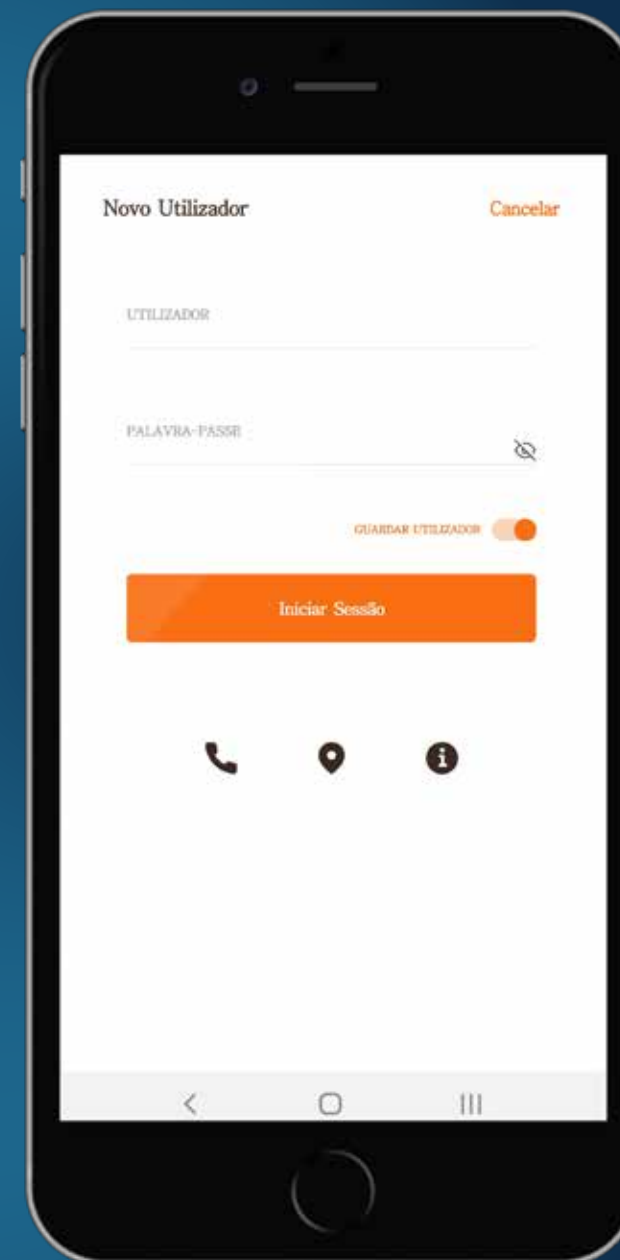 Novo Utilizador
Cancelar
UTILIZADOR
PALAVRA-PASSE
GUARDAR UTILIZADOR
Iniciar Sessão